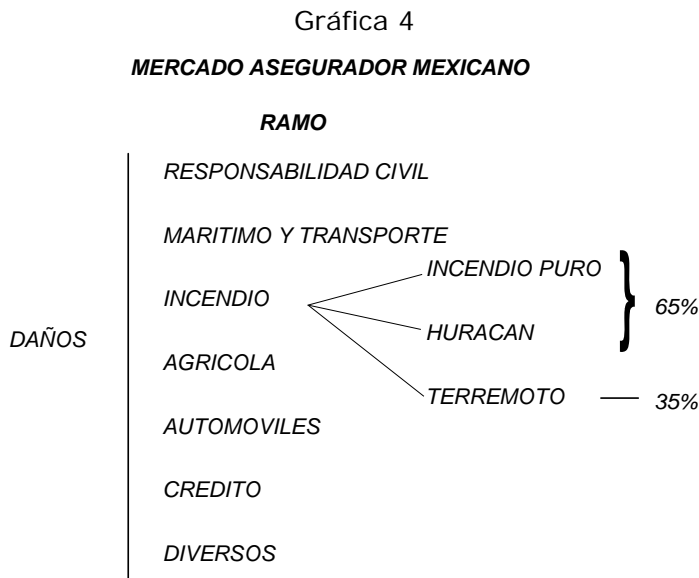 Gráfica 4
MERCADO ASEGURADOR MEXICANO
RAMO
RESPONSABILIDAD CIVIL
MARITIMO Y TRANSPORTE
INCENDIO PURO
INCENDIO
65%
HURACAN
DAÑOS
AGRICOLA
TERREMOTO
35%
AUTOMOVILES
CREDITO
DIVERSOS